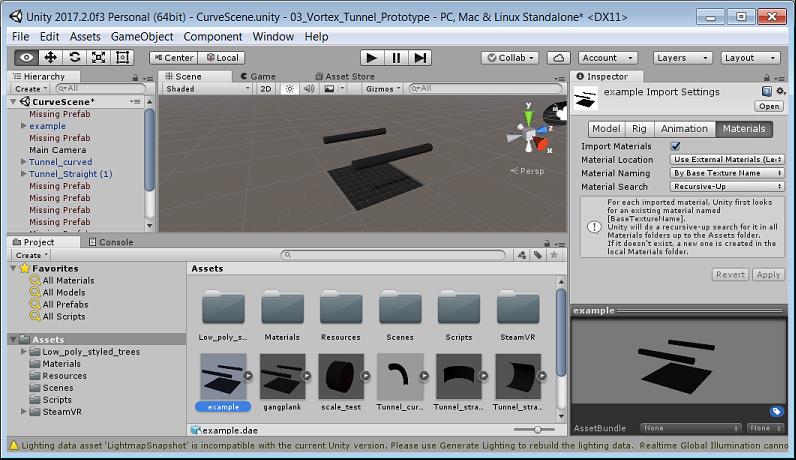 Unity 2017.2.0f3 Personal (64bit) - CurveScene.unity - 03_Vortex_Tunnel_Prototype - PC, Mac & Linux Standalone* <DX11>
File Edit Assets GameObject Component Window Help
Center Local Collab Account Layers Layout
Hierarchy
Create All
CurveScene*
Missing Prefab
example
Missing Prefab
Main Camera
Tunnel_curved
Tunnel_Straight (1)
Missing Prefab
Missing Prefab
Missing Prefab
Missing Prefab
Scene Game Asset Store
Shaded 2D Gizmos All
y
x
z
Persp
Inspector
example Import Settings
Open
Model Rig Animation Materials
Import Materials
Material Location Use External Materials (Le
Material Naming By Base Texture Name
Material Search Recursive-Up
For each imported material, Unity first looks
for an existing material named
[BaseTextureName].
Unity will do a recursive-up search for it in all
Materials folders up to the Assets folder.
If it doesn't exist, a new one is created in the
local Materials folder.
Revert Apply
Project Console
Create
Favorites
All Materials
All Models
All Prefabs
All Scripts
Assets
Low_poly_styled_trees
Materials
Resources
Scenes
Scripts
SteamVR
Assets
Low_poly_s... Materials Resources Scenes Scripts SteamVR
example gangplank scale_test Tunnel_cur... Tunnel_stra... Tunnel_stra...
example.dae
example
AssetBundle None None
Lighting data asset 'LightmapSnapshot' is incompatible with the current Unity version. Please use Generate Lighting to rebuild the lighting data. Realtime Global Illumination canno